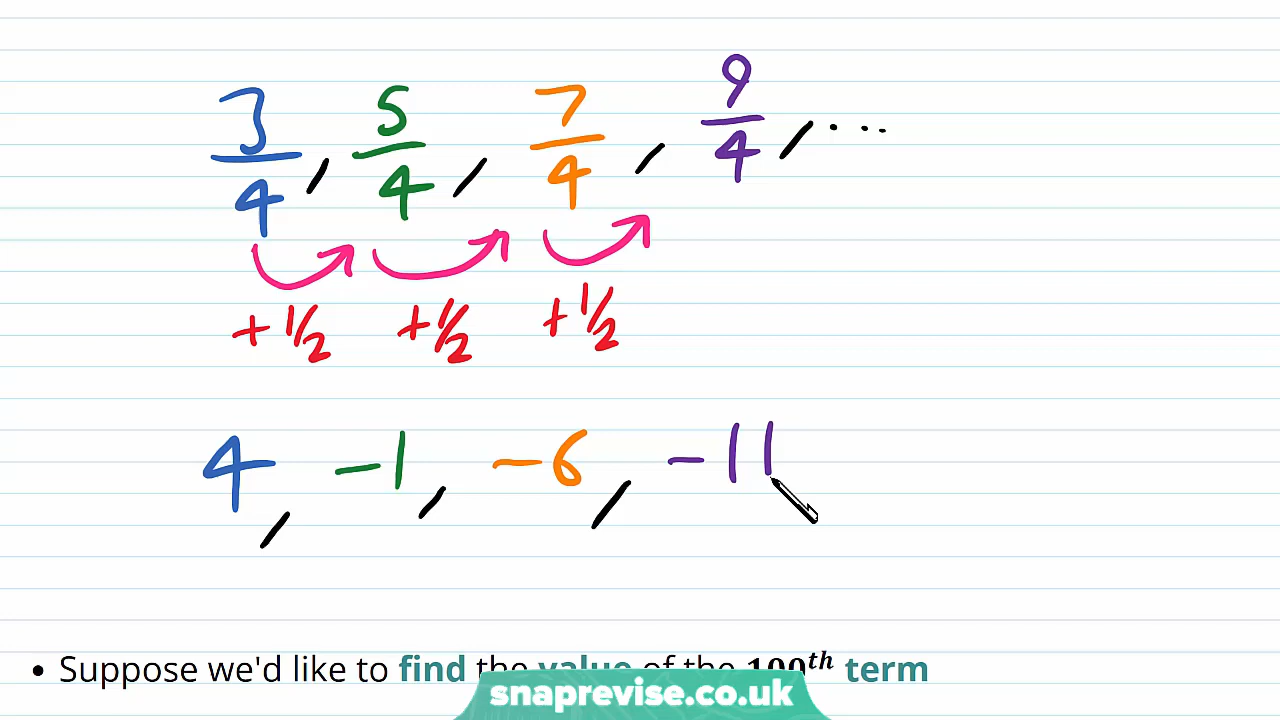 3/4, 5/4, 7/4, 9/4, ...
+ 1/2 + 1/2 + 1/2
4, -1, -6, -11
• Suppose we'd like to find the value of the 100th term
snaprevise.co.uk